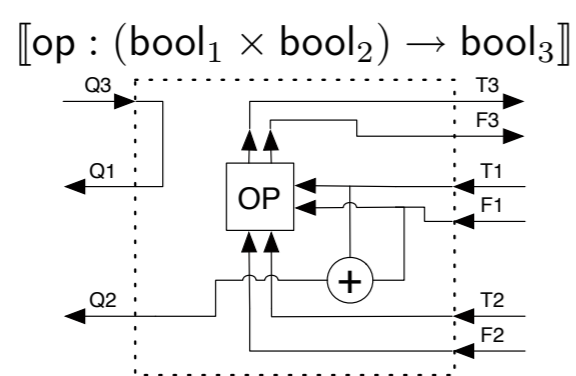 ⟦op : (bool₁ × bool₂) → bool₃⟧
Q3
T3
F3
Q1
T1
OP
F1
+
Q2
T2
F2